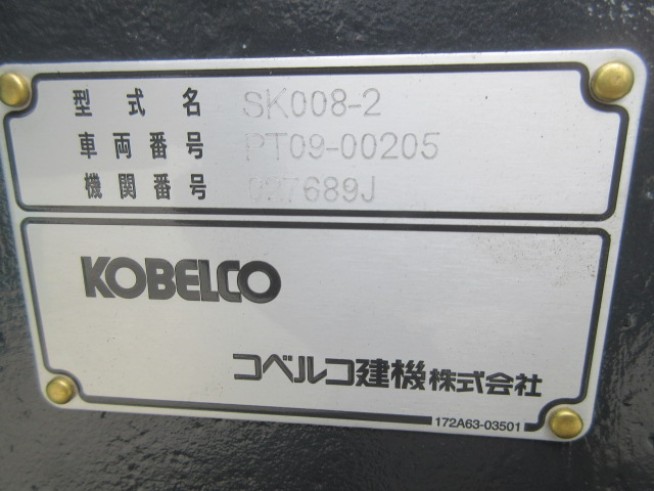 型式名 SK008-2
車両番号 PT09-00205
機関番号
KOBELCO
コベルコ建機株式会社
172A63-03501